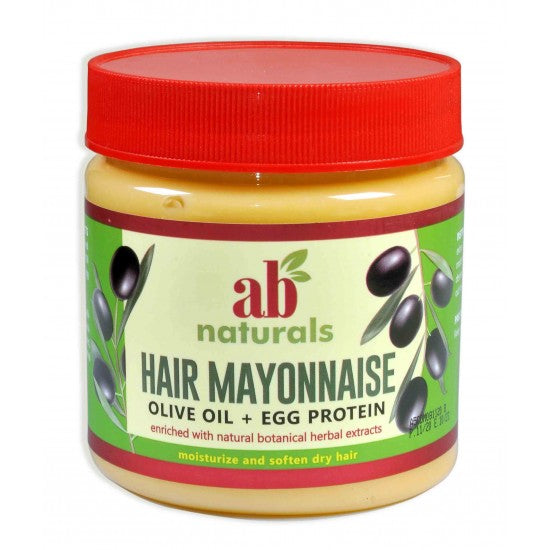 ab
naturals
HAIR MAYONNAISE
OLIVE OIL + EGG PROTEIN
enriched with natural botanical herbal extracts
moisturize and soften dry hair